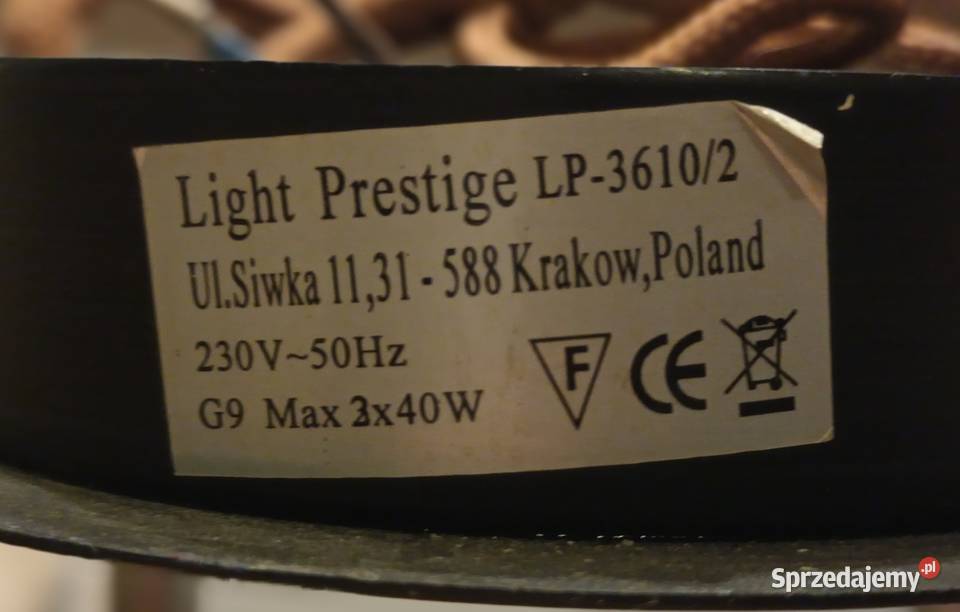 Light Prestige LP-3610/2
Ul.Siwka 11,31 - 588 Krakow,Poland
230V~50Hz
G9 Max
F CE
Sprzedajemy.pl